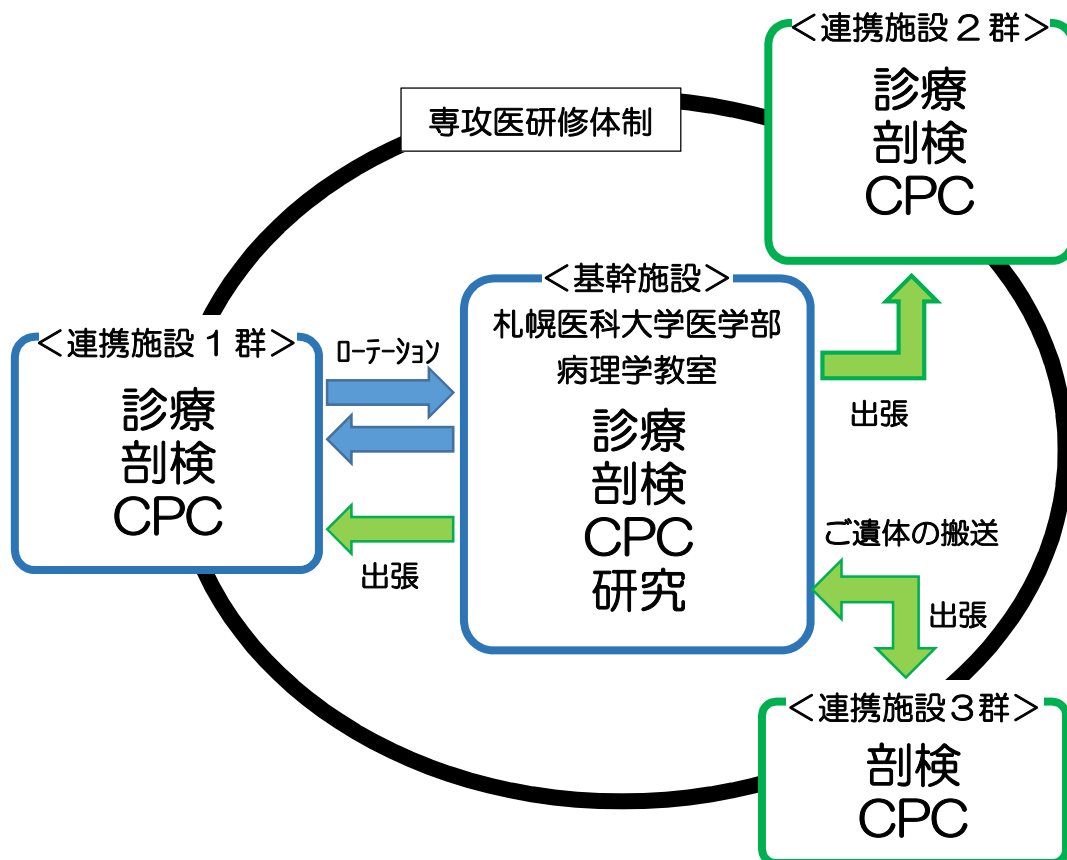 ＜連携施設２群＞
診療
剖検
CPC
専攻医研修体制
＜基幹施設＞
札幌医科大学医学部
病理学教室
診療
剖検
CPC
研究
＜連携施設１群＞
診療
剖検
CPC
ﾛｰﾃｰｼｮﾝ
出張
出張
ご遺体の搬送
出張
＜連携施設３群＞
剖検
CPC